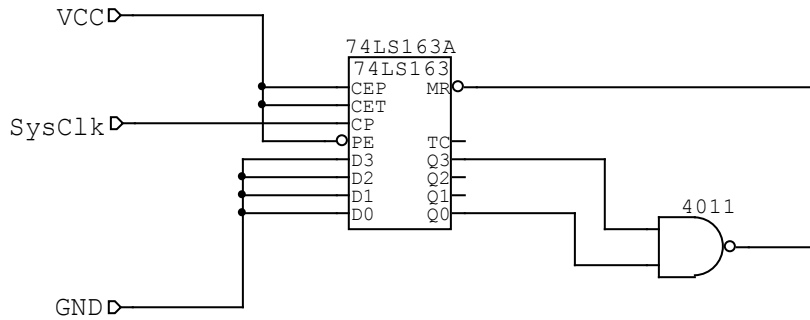 VCC
74LS163A
74LS163
CEP MR
CET
SysClk CP
PE TC
D3 Q3
D2 Q2
D1 Q1
D0 Q0
4011
GND